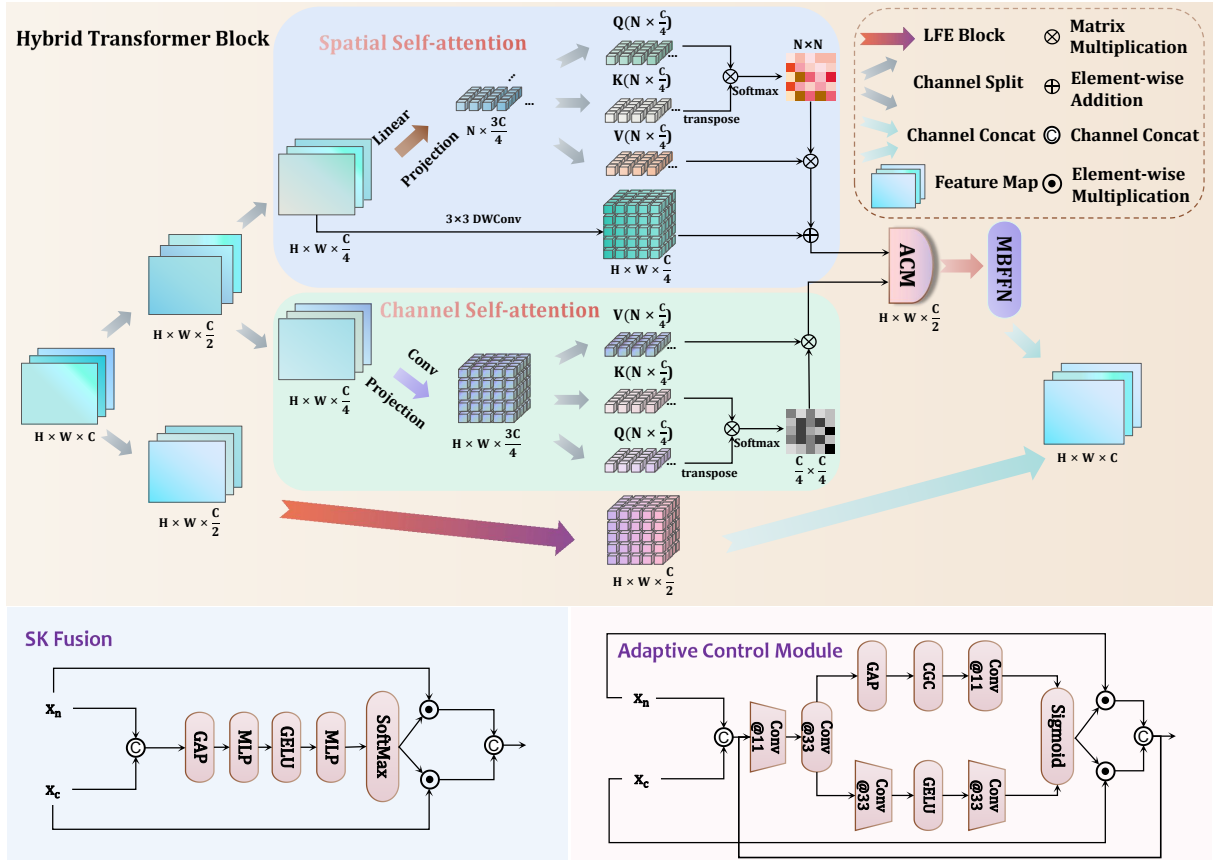 Hybrid Transformer Block
Spatial Self-attention
Linear
Projection
N × 3C/4
Q(N × C/4)
...
K(N × C/4)
...
transpose
V(N × C/4)
...
Softmax
N×N
3×3 DWConv
H × W × C/4
H × W × C/4
LFE Block
Channel Split
Channel Concat
Feature Map
Matrix
Multiplication
Element-wise
Addition
C Channel Concat
Element-wise
Multiplication
H × W × C
H × W × C/2
H × W × C/2
Channel Self-attention
H × W × C/4
Conv
Projection
H × W × 3C/4
V(N × C/4)
...
K(N × C/4)
...
Q(N × C/4)
...
transpose
Softmax
C/4 × C/4
ACM
H × W × C/2
MBFFN
H × W × C
H × W × C/2
SK Fusion
Xn
Xc
C
GAP
MLP
GELU
MLP
SoftMax
C
Adaptive Control Module
Xn
Xc
C
Conv
@11
Conv
@33
GAP
CGC
Conv
@11
Conv
@33
GELU
Conv
@33
Sigmoid
C